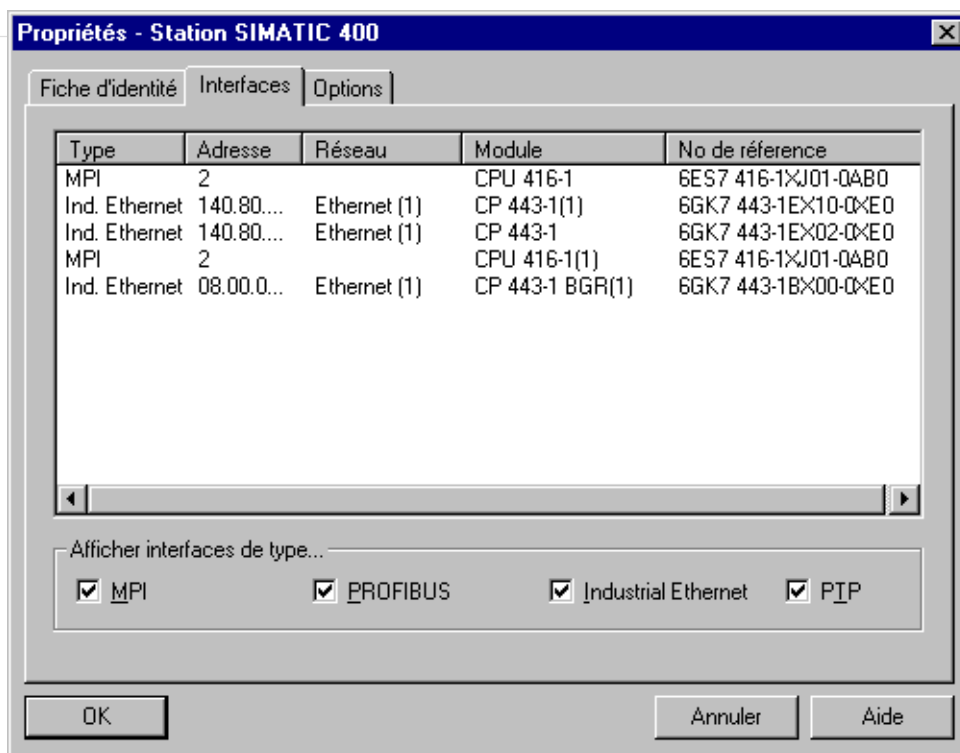 Propriétés - Station SIMATIC 400
Fiche d'identité Interfaces Options
Type Adresse Réseau Module No de réference
MPI 2 CPU 416-1 6ES7 416-1XJ01-0AB0
Ind. Ethernet 140.80.... Ethernet (1) CP 443-1(1) 6GK7 443-1EX10-0XE0
Ind. Ethernet 140.80.... Ethernet (1) CP 443-1 6GK7 443-1EX02-0XE0
MPI 2 CPU 416-1(1) 6ES7 416-1XJ01-0AB0
Ind. Ethernet 08.00.0... Ethernet (1) CP 443-1 BGR(1) 6GK7 443-1BX00-0XE0
Afficher interfaces de type...
MPI PROFIBUS Industrial Ethernet PTP
OK Annuler Aide